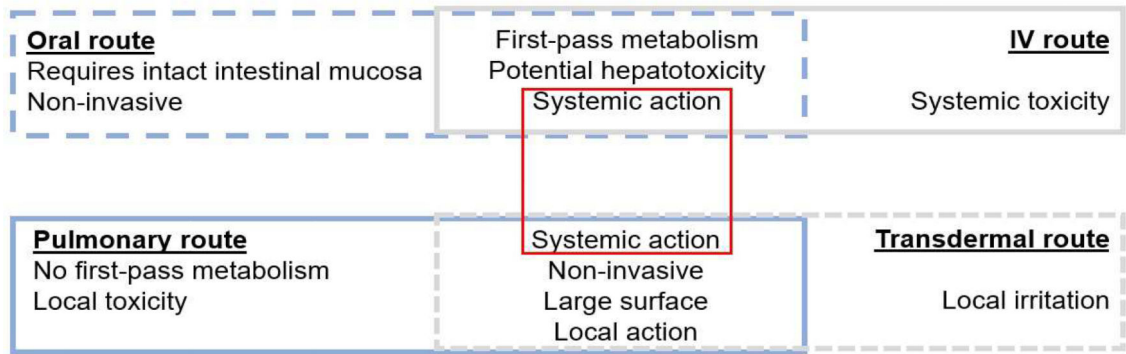 Oral route
Requires intact intestinal mucosa
Non-invasive
First-pass metabolism
Potential hepatotoxicity
Systemic action
IV route
Systemic toxicity
Pulmonary route
No first-pass metabolism
Local toxicity
Systemic action
Non-invasive
Large surface
Local action
Transdermal route
Local irritation